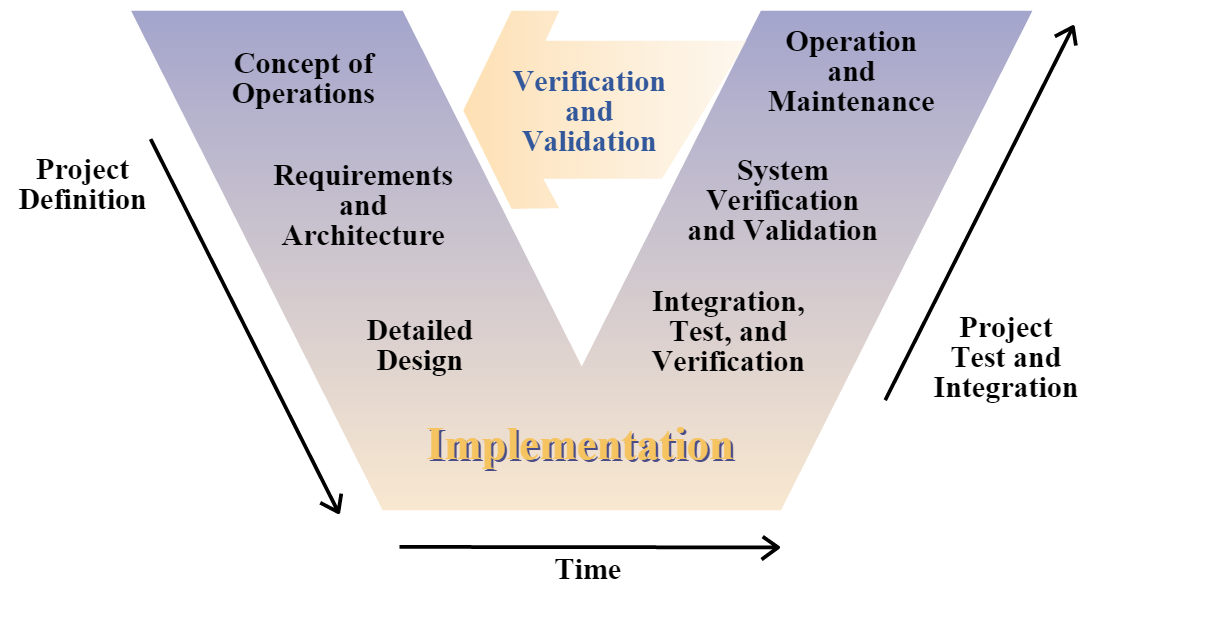 Concept of
Operations
Verification
and
Validation
Operation
and
Maintenance
Project
Definition
Requirements
and
Architecture
System
Verification
and Validation
Detailed
Design
Integration,
Test, and
Verification
Project
Test and
Integration
Implementation
Time